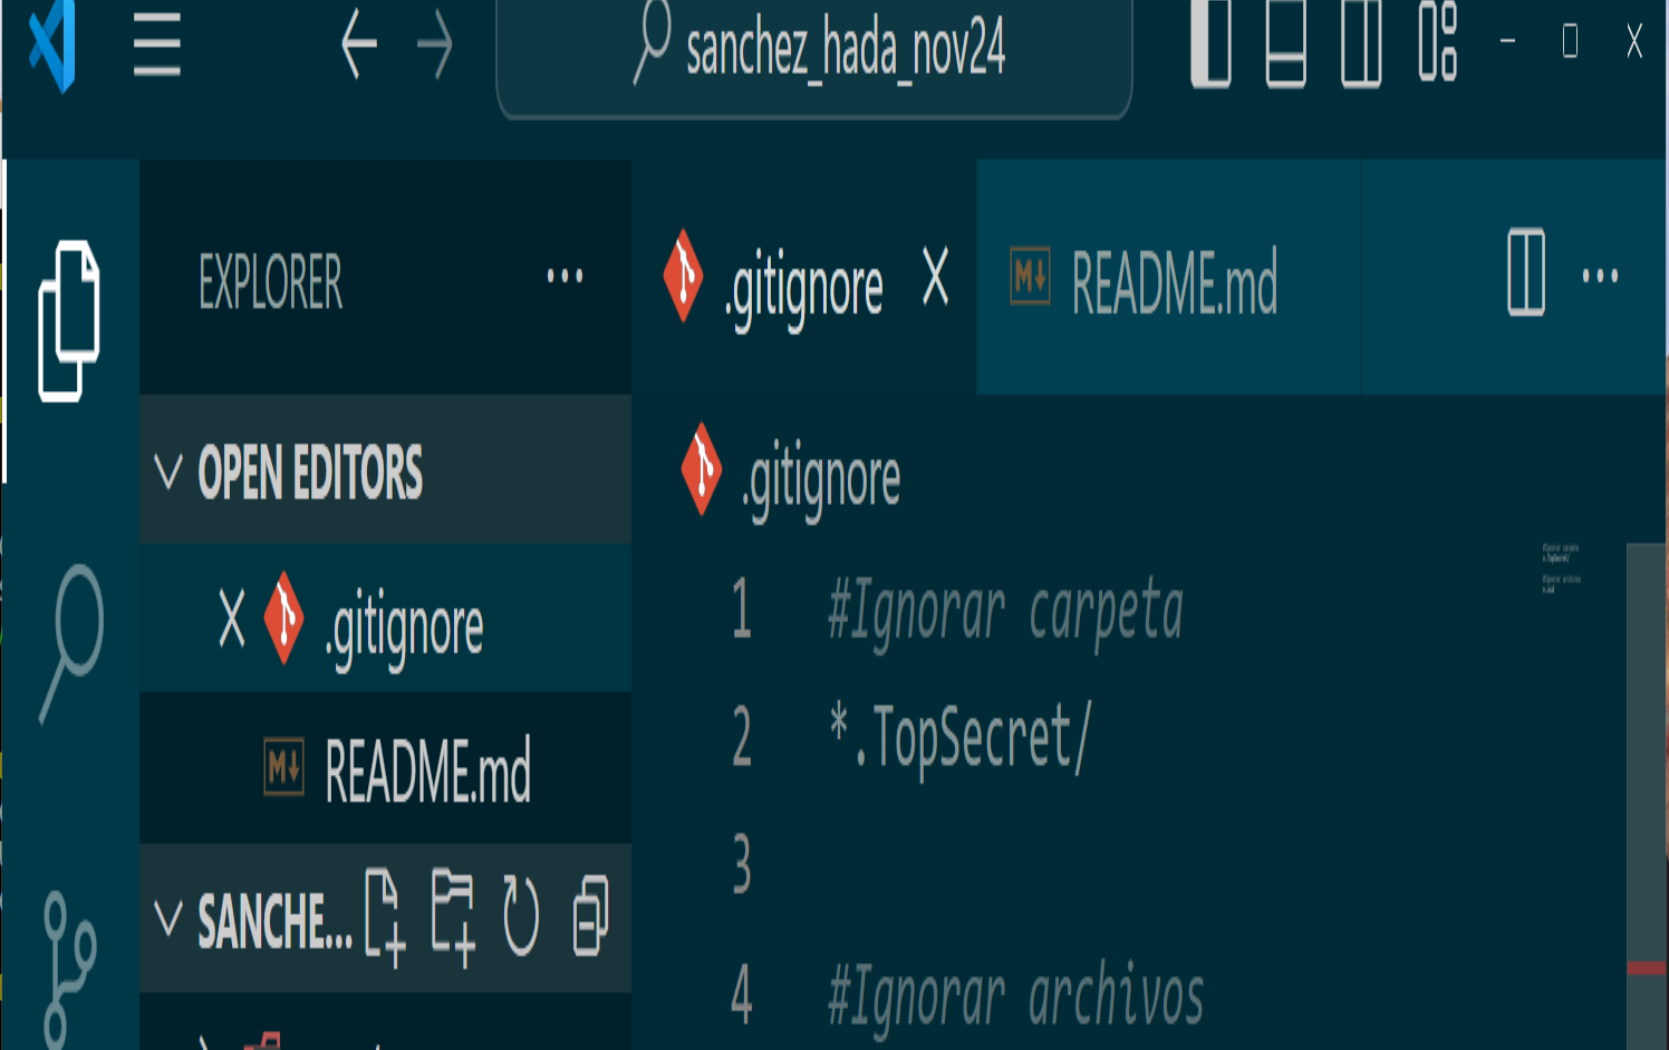 sanchez_hada_nov24
EXPLORER
.gitignore
README.md
OPEN EDITORS
.gitignore
README.md
SANCHE...
.gitignore
1 #Ignorar carpeta
2 *.TopSecret/
3
4 #Ignorar archivos